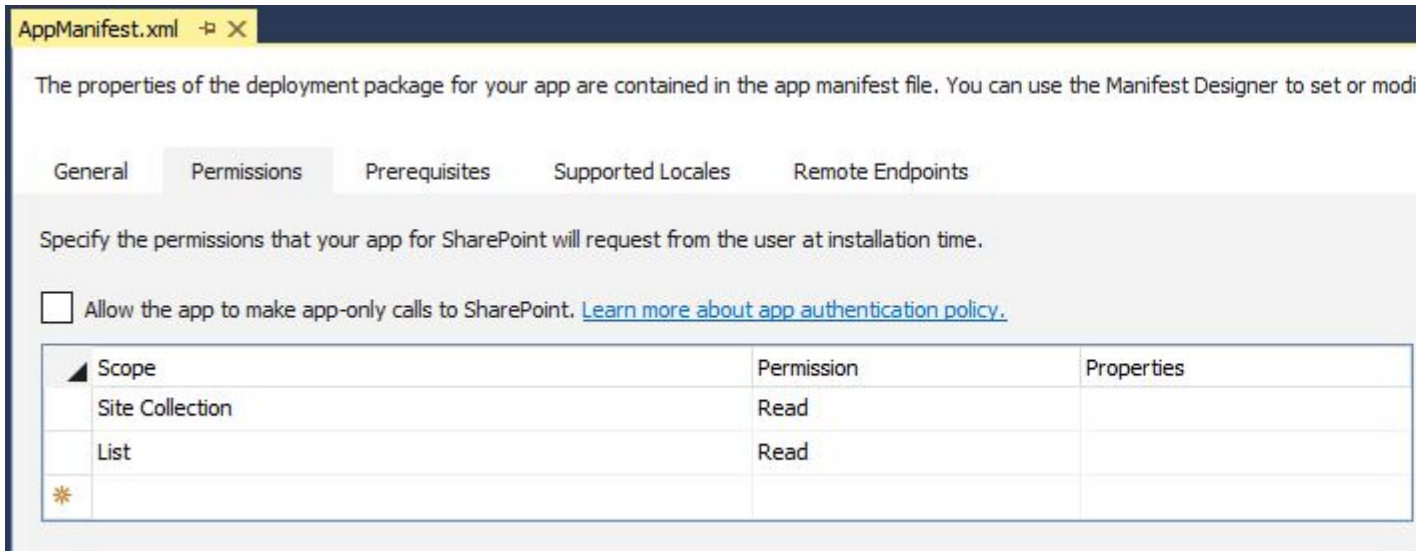 AppManifest.xml
The properties of the deployment package for your app are contained in the app manifest file. You can use the Manifest Designer to set or modi
General Permissions Prerequisites Supported Locales Remote Endpoints
Specify the permissions that your app for SharePoint will request from the user at installation time.
Allow the app to make app-only calls to SharePoint. Learn more about app authentication policy.
Scope Permission Properties
Site Collection Read
List Read